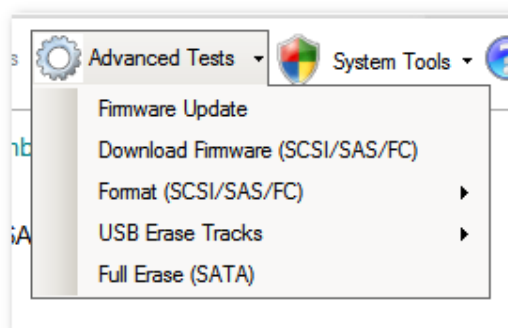 Advanced Tests
System Tools
Firmware Update
Download Firmware (SCSI/SAS/FC)
Format (SCSI/SAS/FC)
USB Erase Tracks
Full Erase (SATA)